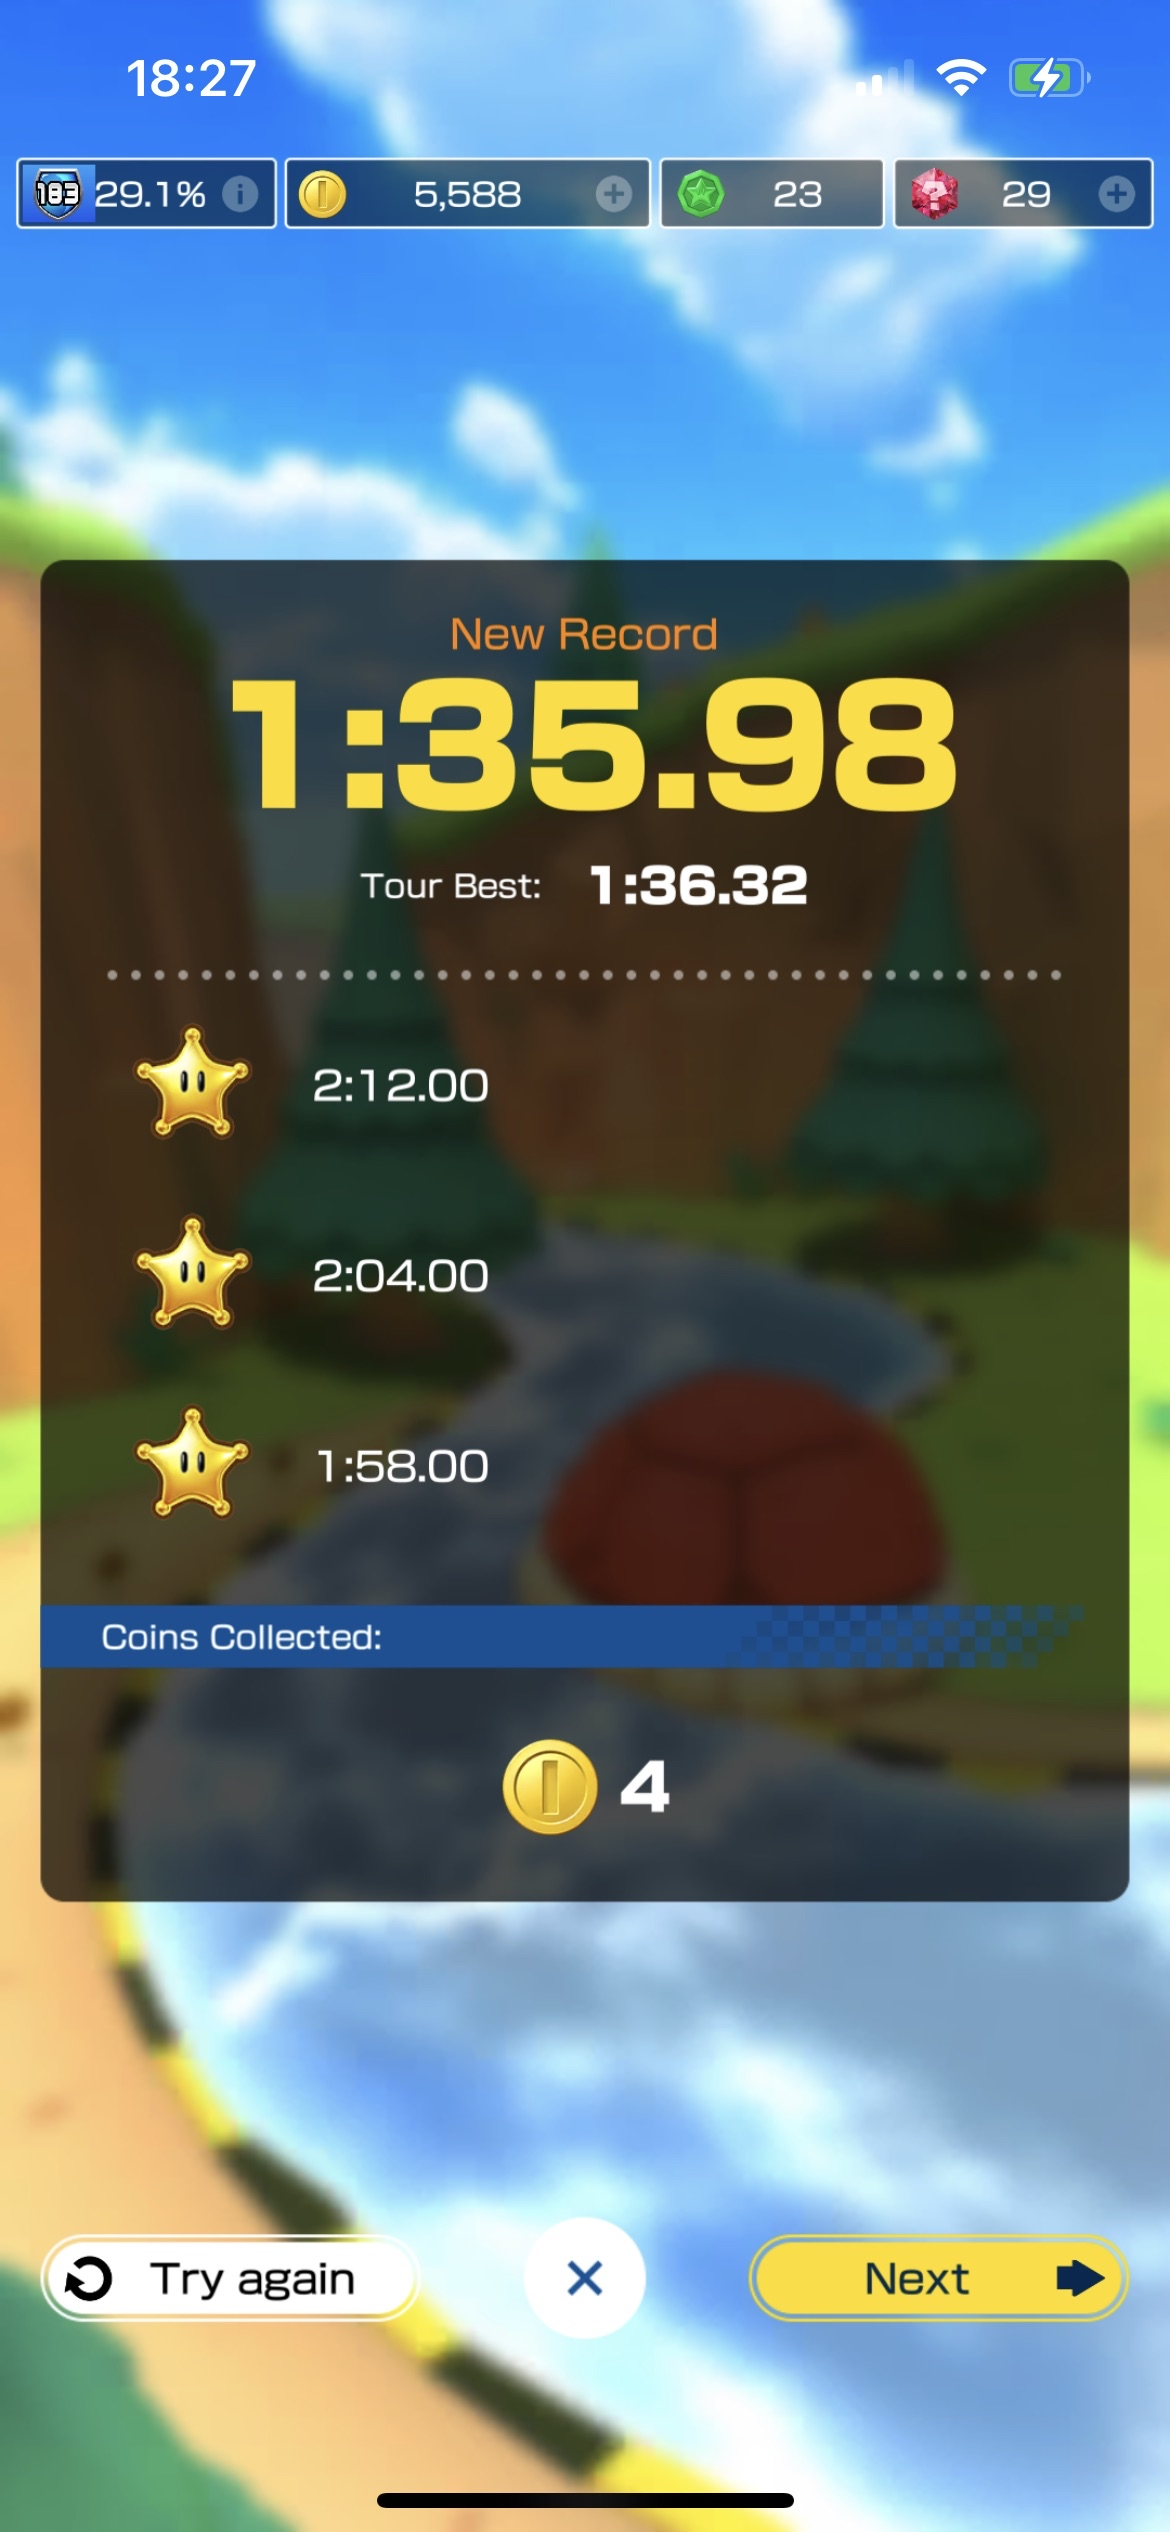 18:27
183 29.1% i 5,588 + 23 ? 29 +
New Record
1:35.98
Tour Best: 1:36.32
2:12.00
2:04.00
1:58.00
Coins Collected:
4
Try again × Next